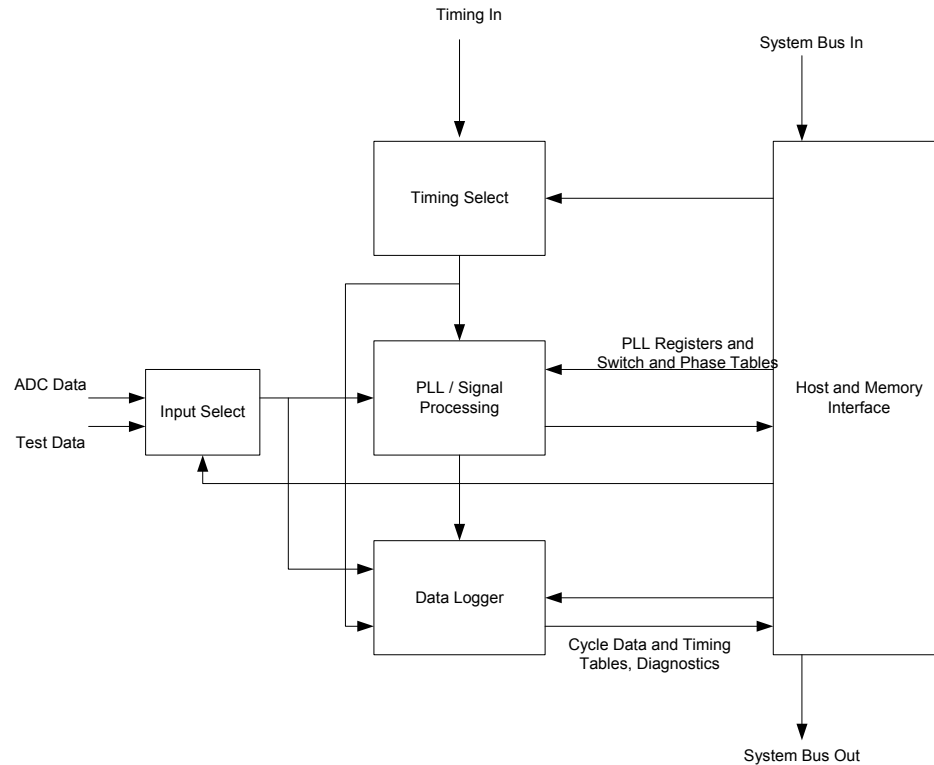 Timing In
System Bus In
Timing Select
PLL Registers and
Switch and Phase Tables
ADC Data
Input Select
Test Data
PLL / Signal
Processing
Host and Memory
Interface
Data Logger
Cycle Data and Timing
Tables, Diagnostics
System Bus Out